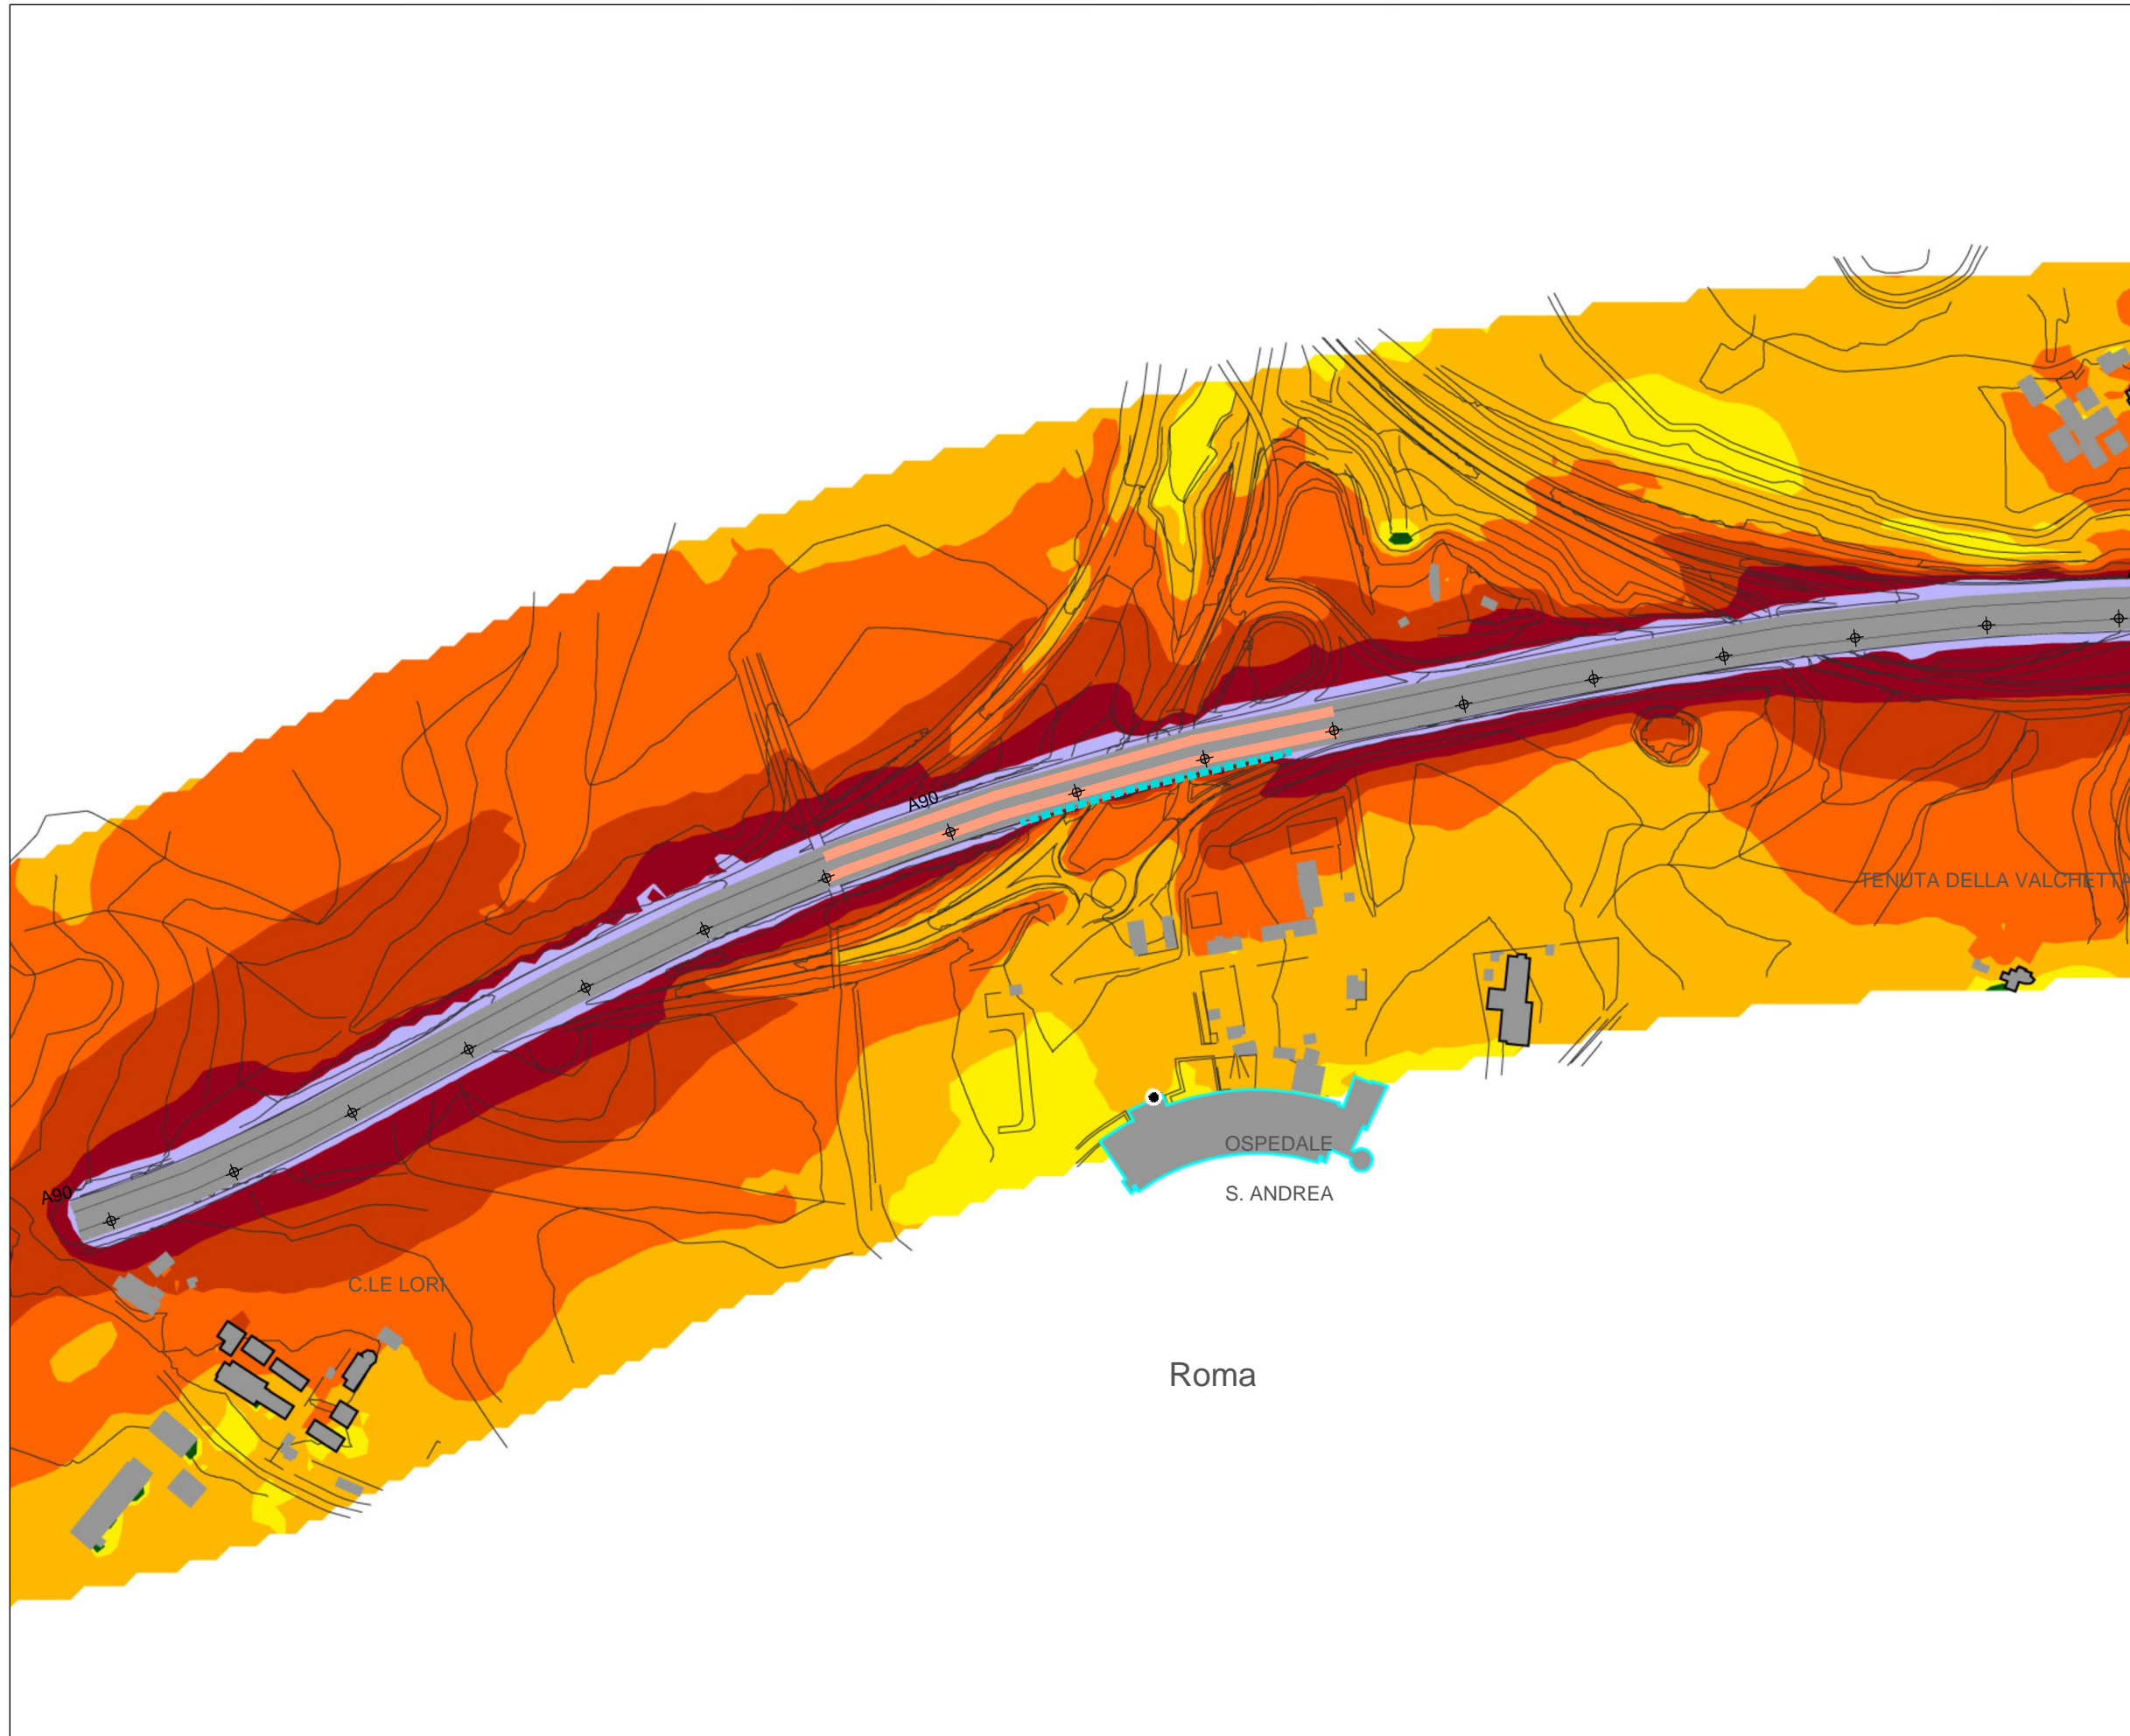 A90
TENUTA DELLA VALCHETTA
OSPEDALE
S. ANDREA
A90
C.LE LORI
Roma